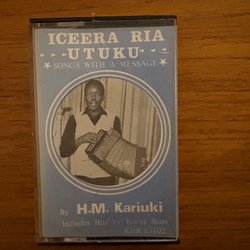 ICEERA RIA
UTUKU
★ SONGS WITH A MESSAGE ★
By H.M. Kariuki
Includes Hits by Rising Stars